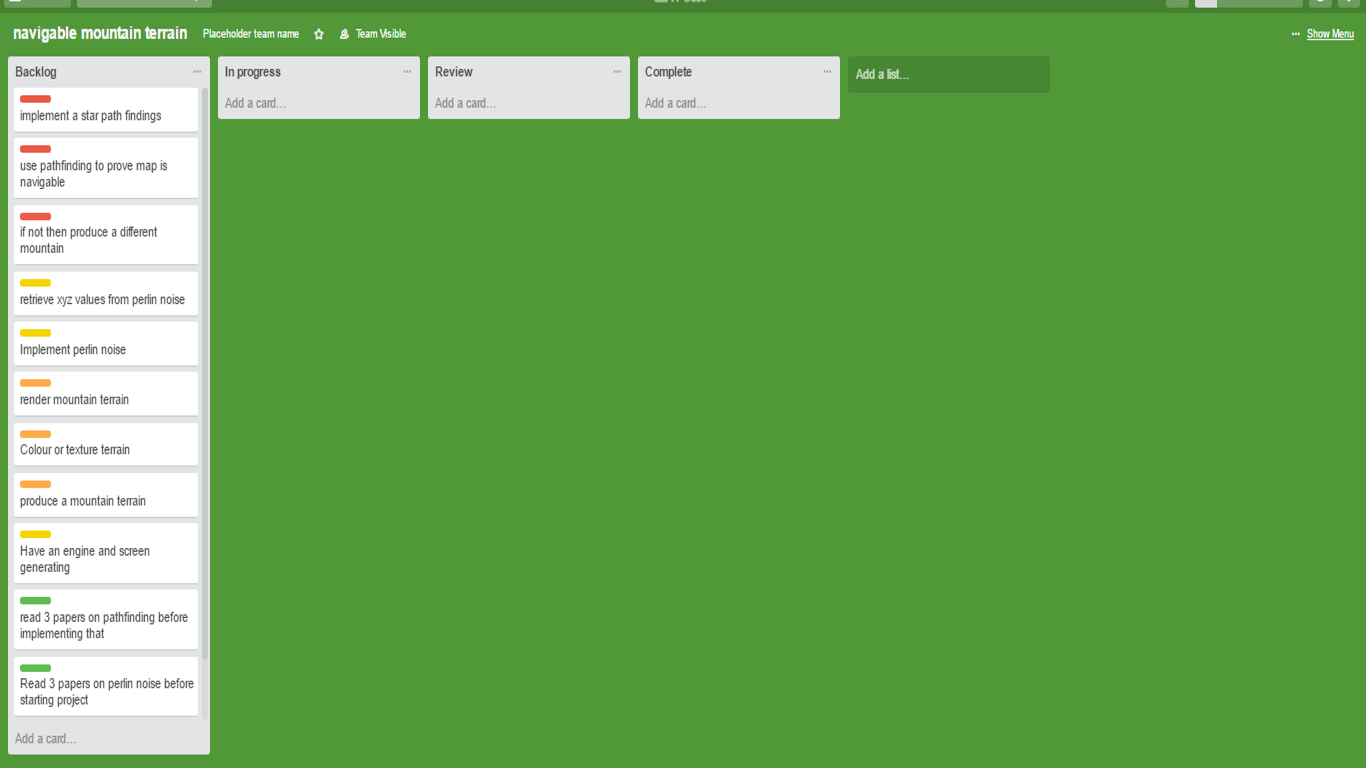 navigable mountain terrain
Placeholder team name
Team Visible
... Show Menu
Backlog
...
implement a star path findings
use pathfinding to prove map is
navigable
if not then produce a different
mountain
retrieve xyz values from perlin noise
Implement perlin noise
render mountain terrain
Colour or texture terrain
produce a mountain terrain
Have an engine and screen
generating
read 3 papers on pathfinding before
implementing that
Read 3 papers on perlin noise before
starting project
Add a card...
In progress
...
Add a card...
Review
...
Add a card...
Complete
...
Add a card...
Add a list...